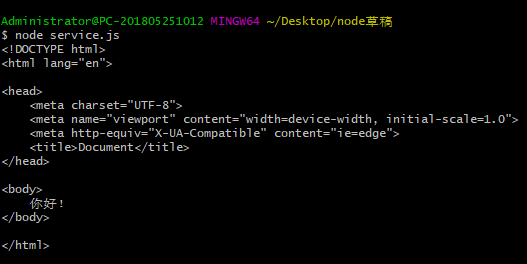 Administrator@PC-201805251012 MINGW64 ~/Desktop/node草稿
$ node service.js
<!DOCTYPE html>
<html lang="en">

<head>
    <meta charset="UTF-8">
    <meta name="viewport" content="width=device-width, initial-scale=1.0">
    <meta http-equiv="X-UA-Compatible" content="ie=edge">
    <title>Document</title>
</head>

<body>
    你好！
</body>

</html>